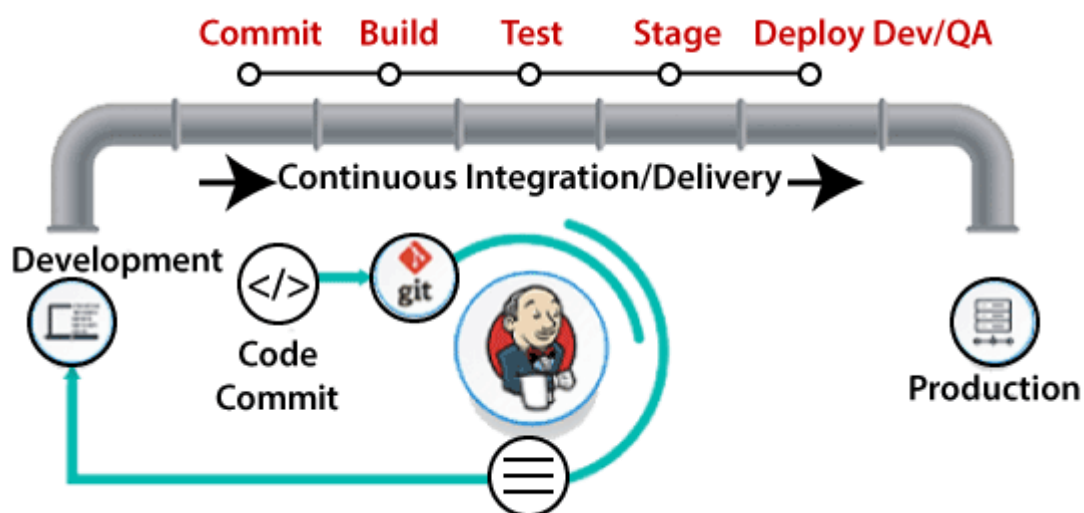 Commit Build Test Stage Deploy Dev/QA
Continuous Integration/Delivery
Development
</>
git
Code
Commit
Production